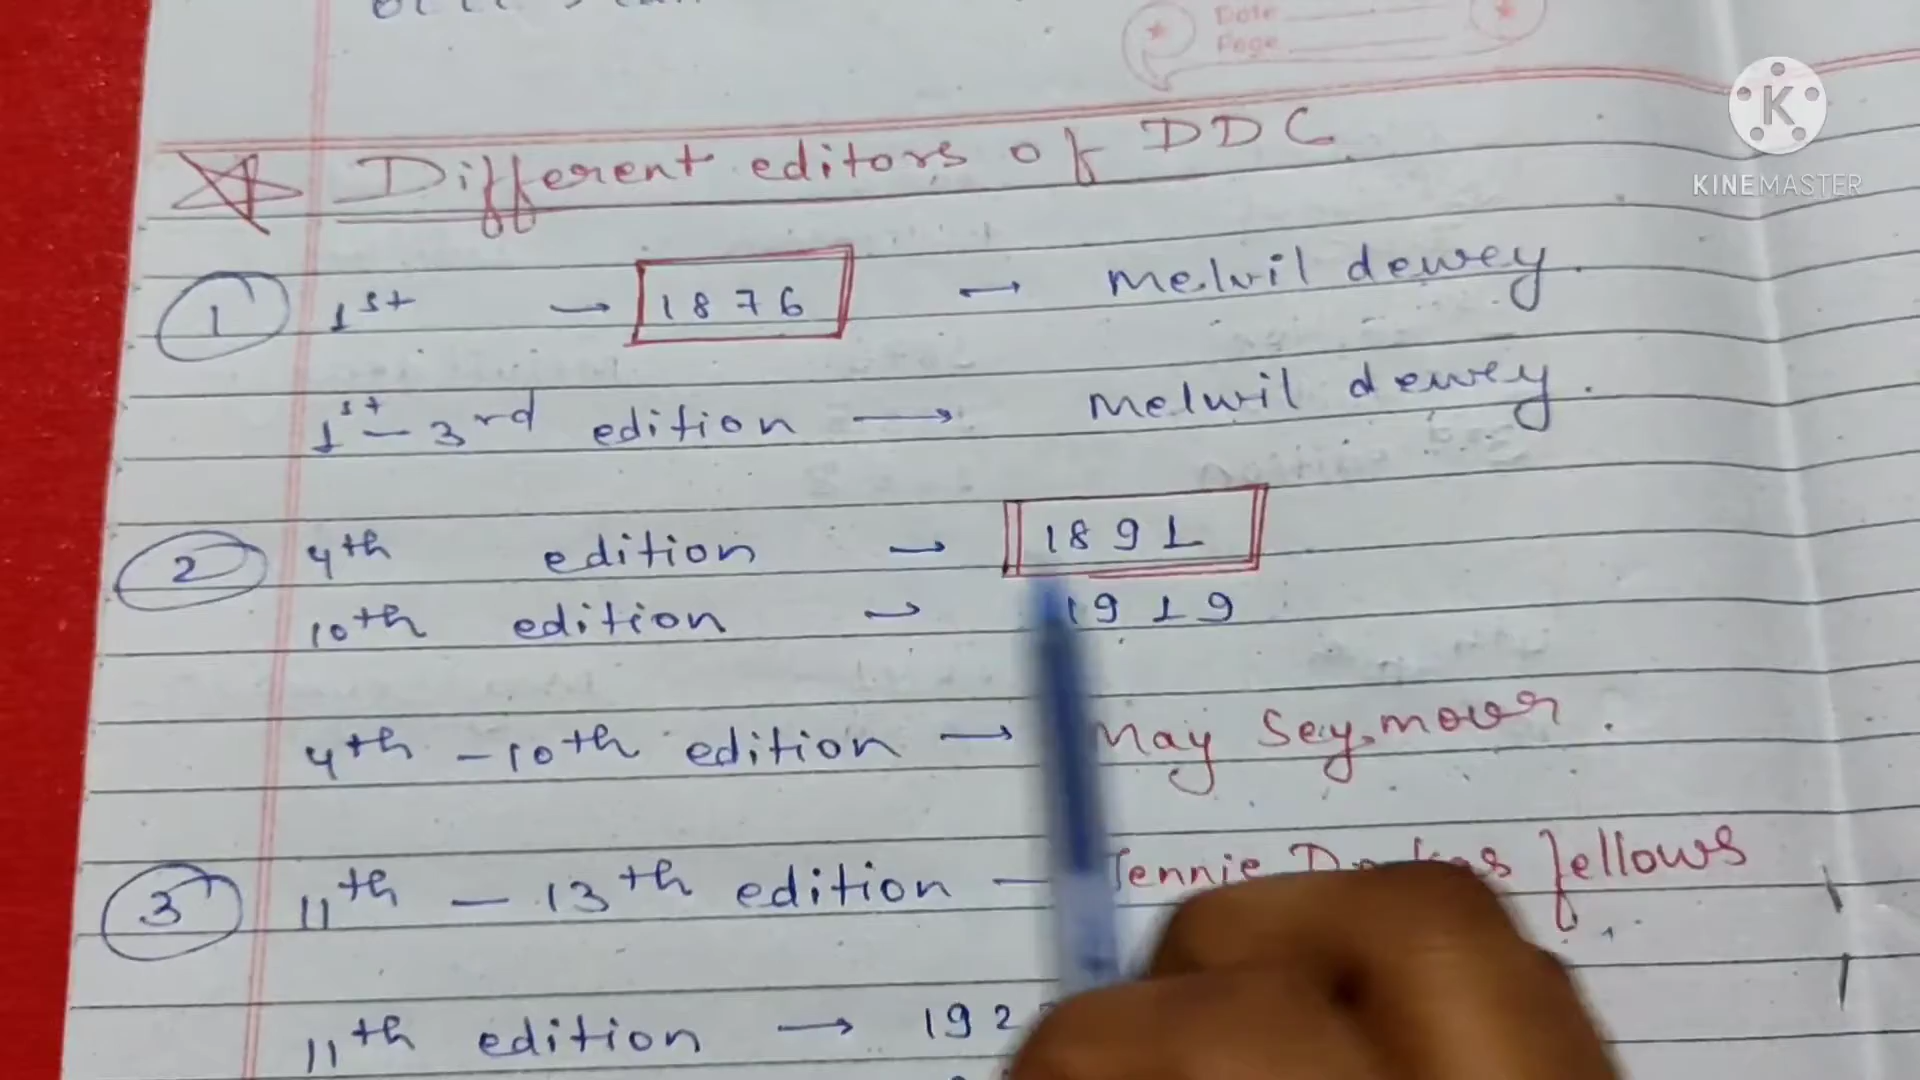 Date
Page
Different editors of DDC.
1 1st → 1876 → Melvil dewey.
1st - 3rd edition → Melwil dewey.
2 4th edition → 1891
10th edition → 1919
4th - 10th edition → May Seymour.
3 11th - 13th edition - Jennie fellows
11th edition → 192
KINEMASTER